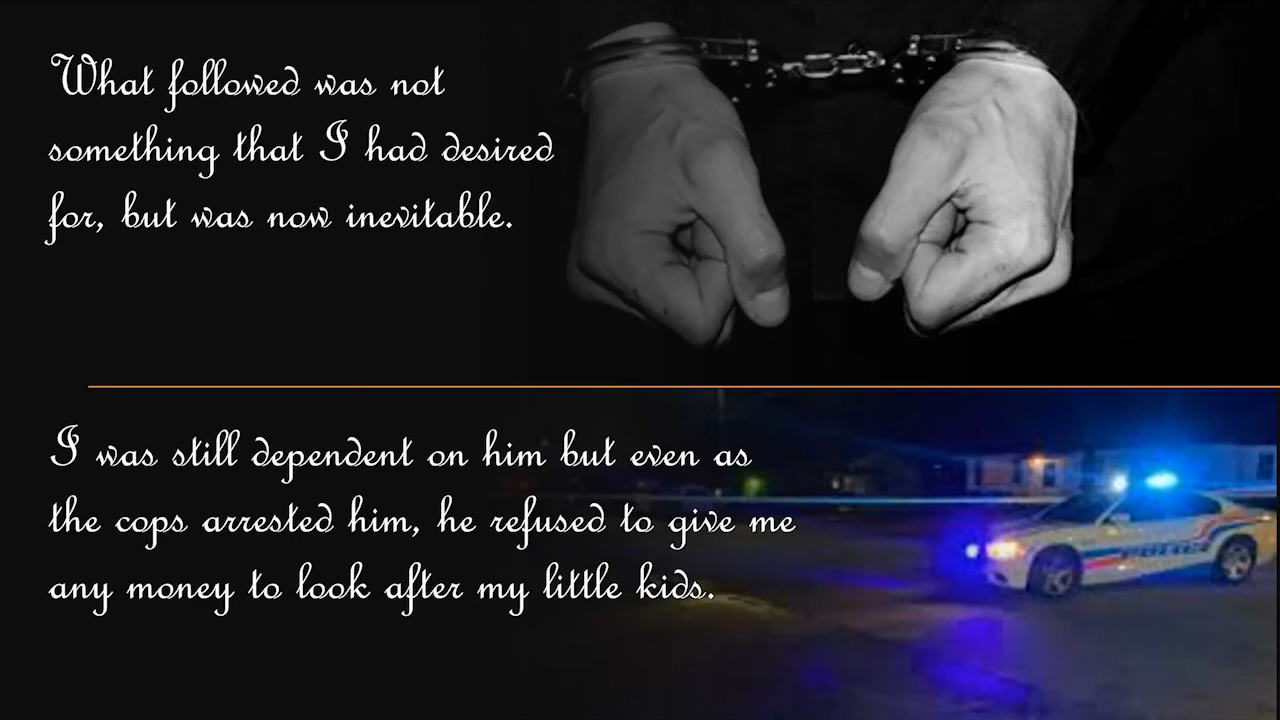 What followed was not
something that I had desired
for, but was now inevitable.
I was still dependent on him but even as
the cops arrested him, he refused to give me
any money to look after my little kids.
POLICE